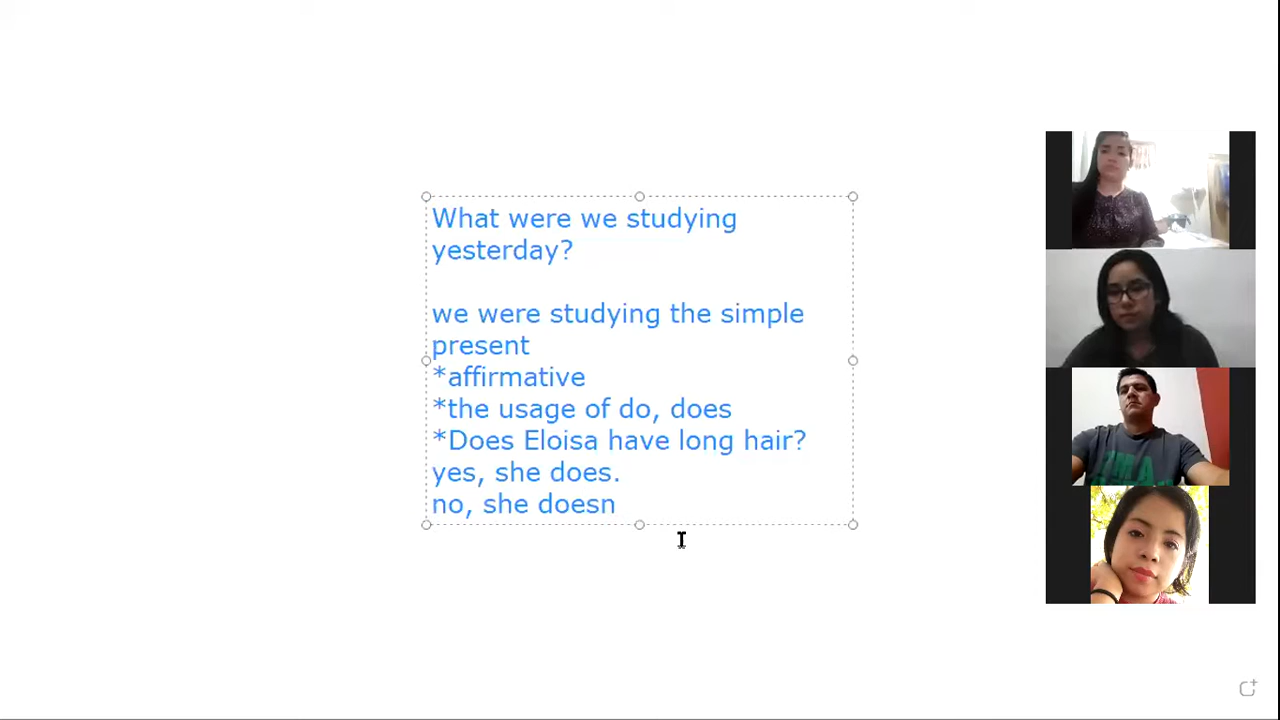 What were we studying
yesterday?
we were studying the simple
present
*affirmative
*the usage of do, does
*Does Eloisa have long hair?
yes, she does.
no, she doesn